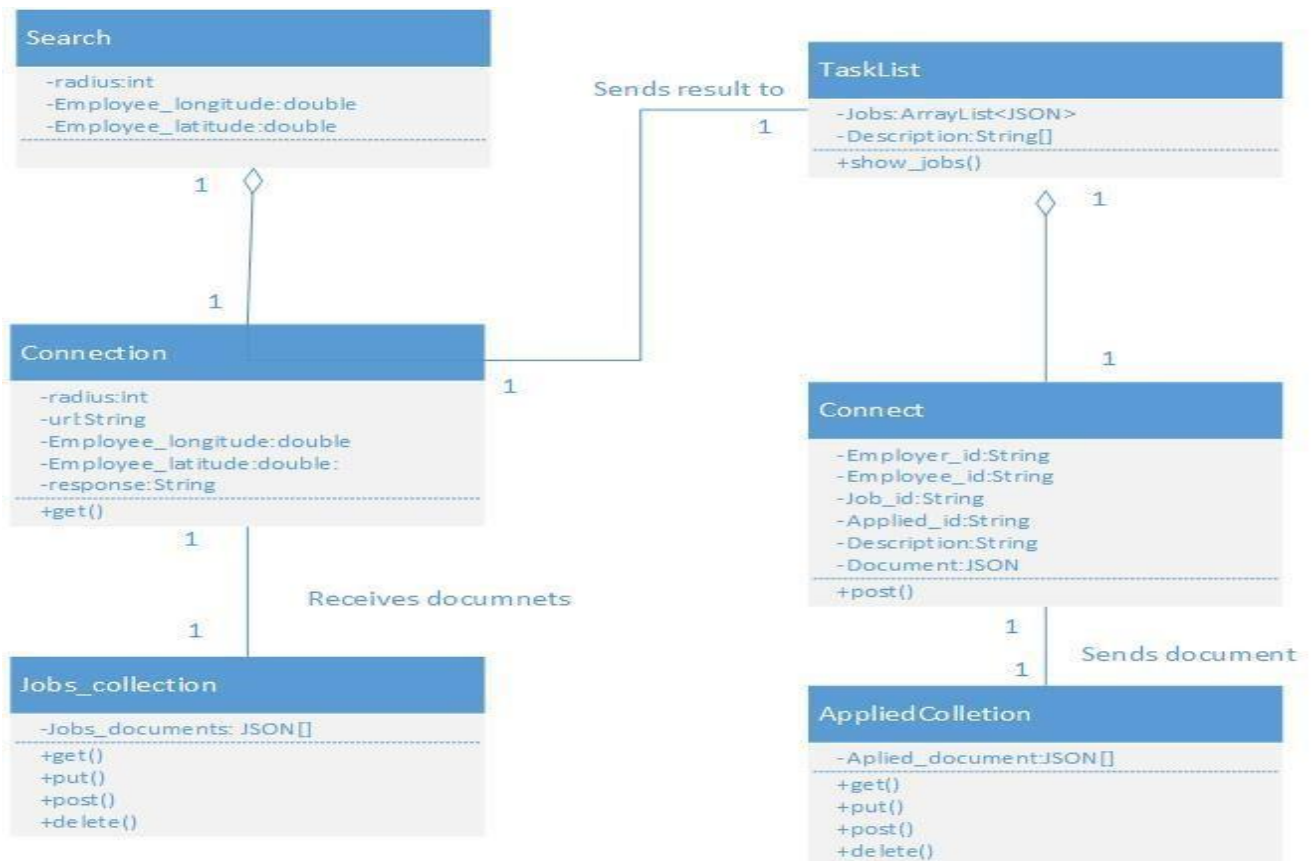 Search
-radius:int
-Employee_longitude:double
-Employee_latitude:double
1
1
Sends result to
1
TaskList
-Jobs:ArrayList<JSON>
-Description:String[]
+show_jobs()
1
1
Connection
-radius:int
-url:String
-Employee_longitude:double
-Employee_latitude:double:
-response:String
+get()
1
1
Receives documnets
1
Jobs_collection
-Jobs_documents: JSON[]
+get()
+put()
+post()
+delete()
Connect
-Employer_id:String
-Employee_id:String
-Job_id:String
-Applied_id:String
-Description:String
-Document:JSON
+post()
1
Sends document
1
AppliedColletion
-Aplied_document:JSON[]
+get()
+put()
+post()
+delete()